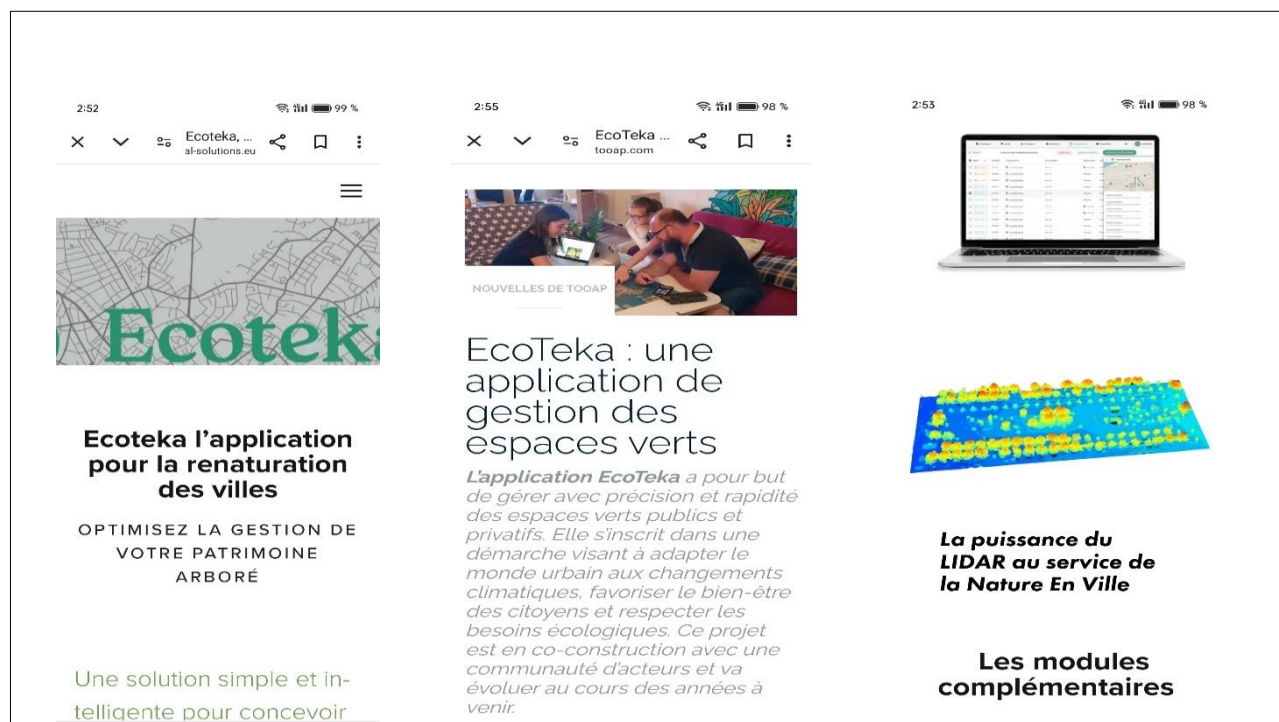 2:52
99 %
Ecoteka, ...
al-solutions.eu
Ecotek
Ecoteka l’application
pour la renaturation
des villes
OPTIMISEZ LA GESTION DE
VOTRE PATRIMOINE
ARBORÉ
Une solution simple et in-
telligente pour concevoir
2:55
98 %
EcoTeka ...
tooap.com
NOUVELLES DE TOOAP
EcoTeka : une
application de
gestion des
espaces verts
L’application EcoTeka a pour but
de gérer avec précision et rapidité
des espaces verts publics et
privatifs. Elle s’inscrit dans une
démarche visant à adapter le
monde urbain aux changements
climatiques, favoriser le bien-être
des citoyens et respecter les
besoins écologiques. Ce projet
est en co-construction avec une
communauté d’acteurs et va
évoluer au cours des années à
venir.
2:53
98 %
La puissance du
LIDAR au service de
la Nature En Ville
Les modules
complémentaires